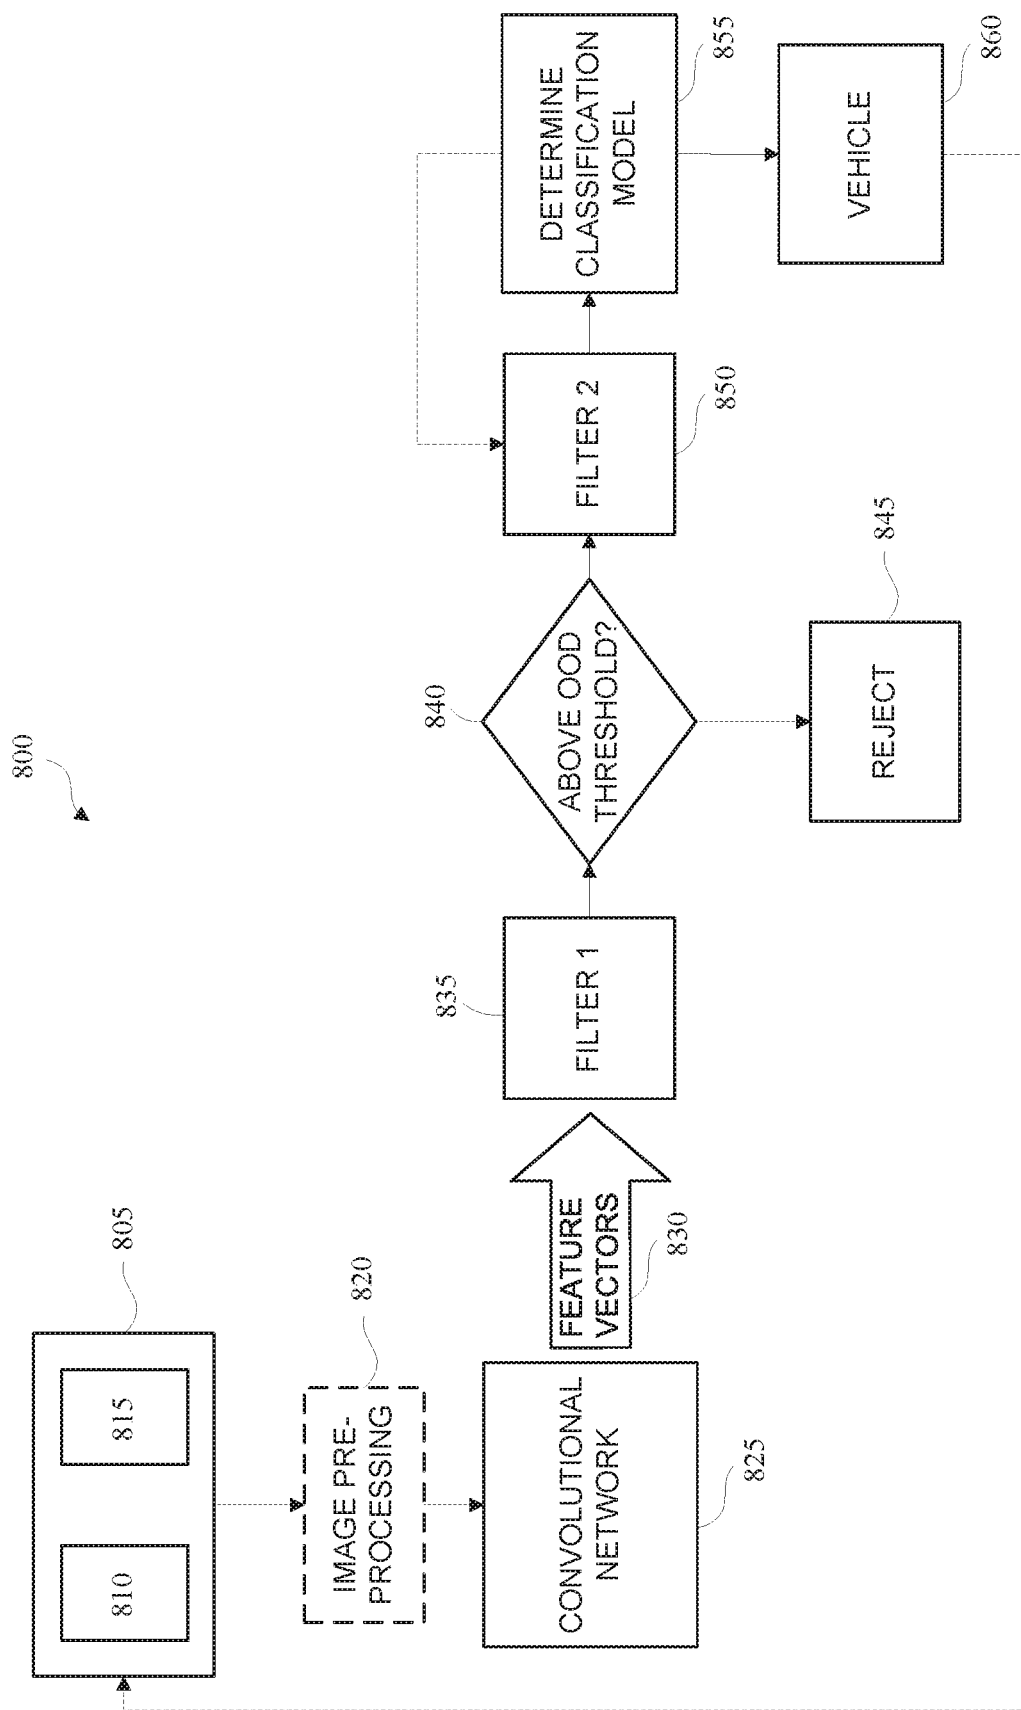 800
805
810
815
820
IMAGE PRE-
PROCESSING
825
CONVOLUTIONAL
NETWORK
830
FEATURE
VECTORS
835
FILTER 1
840
ABOVE OOD
THRESHOLD?
845
REJECT
850
FILTER 2
855
DETERMINE
CLASSIFICATION
MODEL
860
VEHICLE